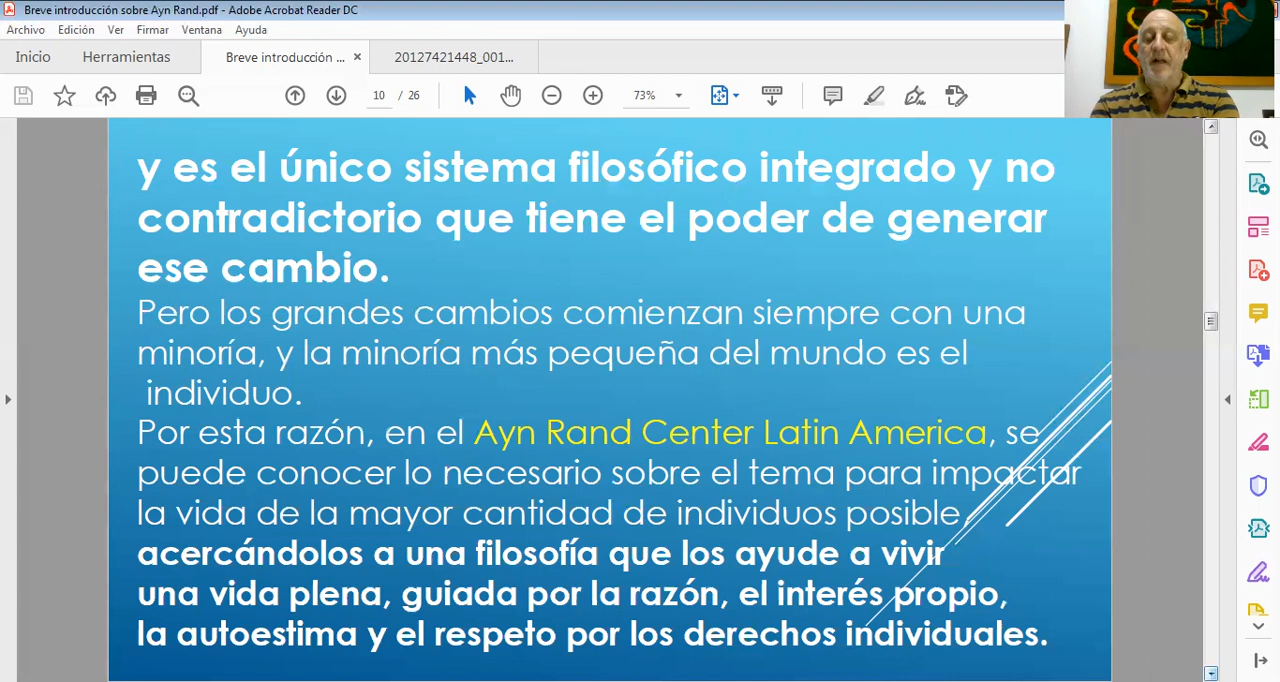 Breve introducción sobre Ayn Rand.pdf - Adobe Acrobat Reader DC
Archivo Edición Ver Firmar Ventana Ayuda
Inicio Herramientas Breve introducción ... × 20127421448_001...
10 / 26 73%
y es el único sistema filosófico integrado y no
contradictorio que tiene el poder de generar
ese cambio.
Pero los grandes cambios comienzan siempre con una
minoría, y la minoría más pequeña del mundo es el
individuo.
Por esta razón, en el Ayn Rand Center Latin America, se
puede conocer lo necesario sobre el tema para impactar
la vida de la mayor cantidad de individuos posible,
acercándolos a una filosofía que los ayude a vivir
una vida plena, guiada por la razón, el interés propio,
la autoestima y el respeto por los derechos individuales.